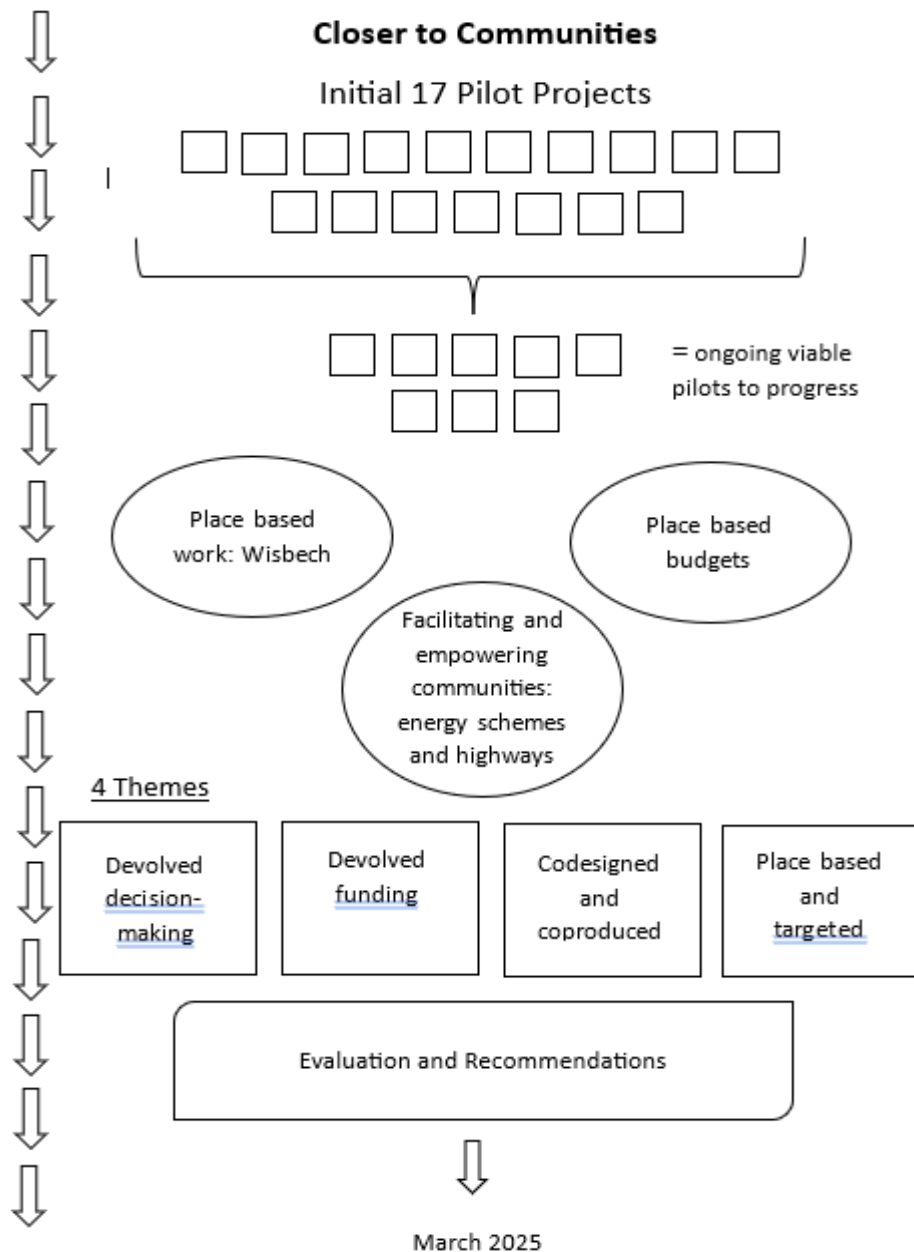 Closer to Communities
Initial 17 Pilot Projects
= ongoing viable
pilots to progress
Place based
work: Wisbech
Place based
budgets
Facilitating and
empowering
communities:
energy schemes
and highways
4 Themes
Devolved
decision-
making
Devolved
funding
Codesigned
and
coproduced
Place based
and
targeted
Evaluation and Recommendations
March 2025